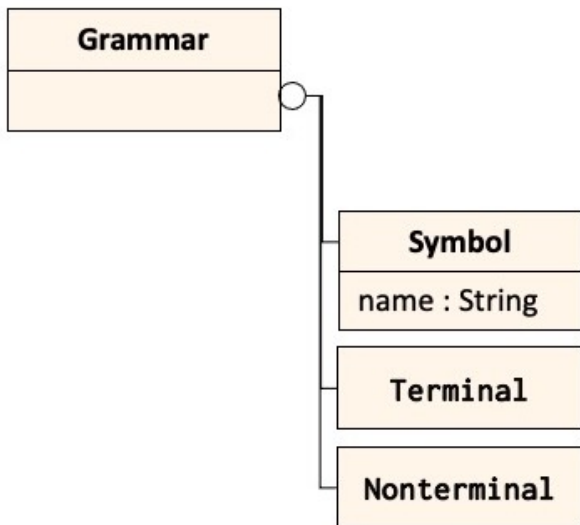 Grammar
Symbol
name : String
Terminal
Nonterminal